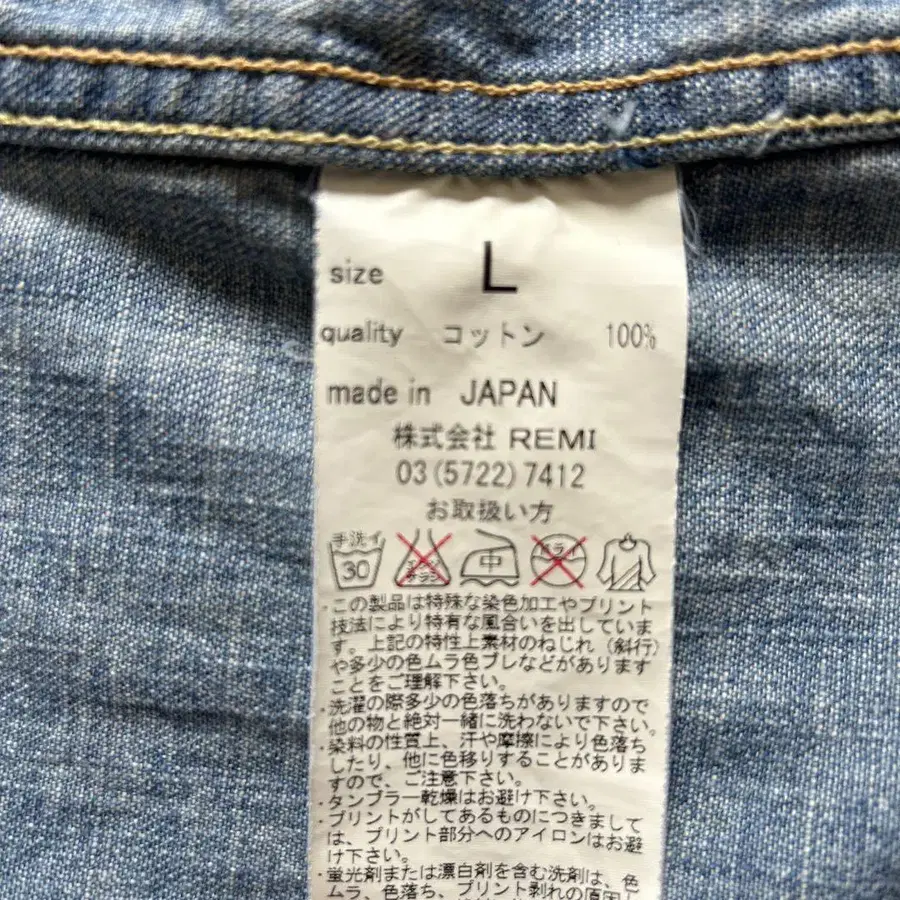 size L
quality コットン 100%
made in JAPAN
株式会社 REMI
03(5722)7412
お取扱い方
手洗イ
30
エンソ
サラシ
中
ドライ
・この製品は特殊な染色加工やプリント
技法により特有な風合いを出していま
す。上記の特性上素材のねじれ（斜行）
や多少の色ムラ色ブレなどがあります
ことをご理解下さい。
・洗濯の際多少の色落ちがありますので
他の物と絶対一緒に洗わないで下さい。
・染料の性質上、汗や摩擦により色落ち
したり、他に色移りすることがありま
すので、ご注意下さい。
・タンブラー乾燥はお避け下さい。
・プリントがしてあるものにつきまして
は、プリント部分へのアイロンはお避
け下さい。
・蛍光剤または漂白剤を含む洗剤は、色
ムラ、色落ち、プリント剥れの原因